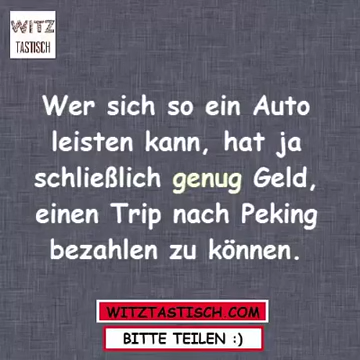 WITZ
TASTISCH
Wer sich so ein Auto
leisten kann, hat ja
schließlich genug Geld,
einen Trip nach Peking
bezahlen zu können.
WITZTASTISCH.COM
BITTE TEILEN :)